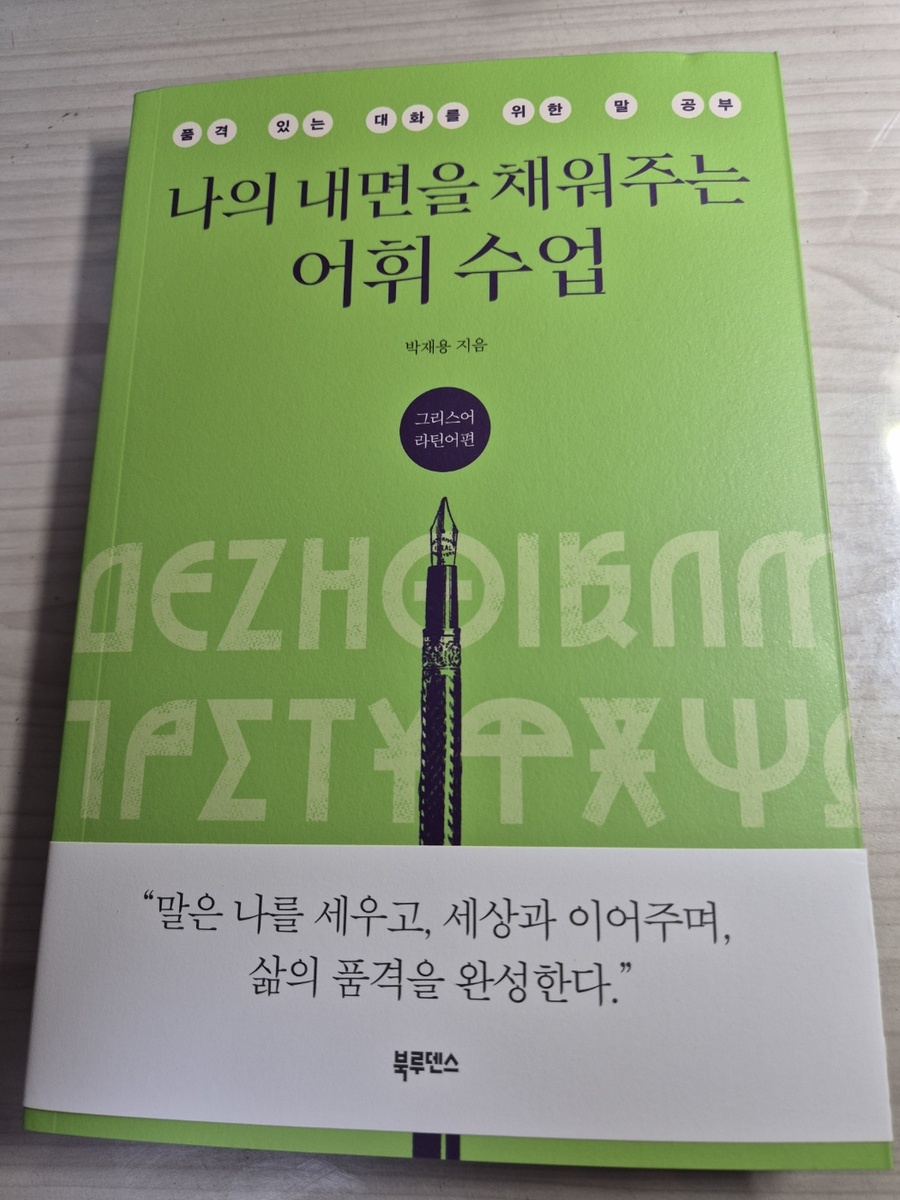 품격 있는 대화를 위한 말 공부
나의 내면을 채워주는
어휘 수업
박재용 지음
그리스어
라틴어편
ΔΕΖΗΘΙΚΛΜ
ΠΡΣΤΥΦΧΨΩ
“말은 나를 세우고, 세상과 이어주며,
삶의 품격을 완성한다.”
북루덴스